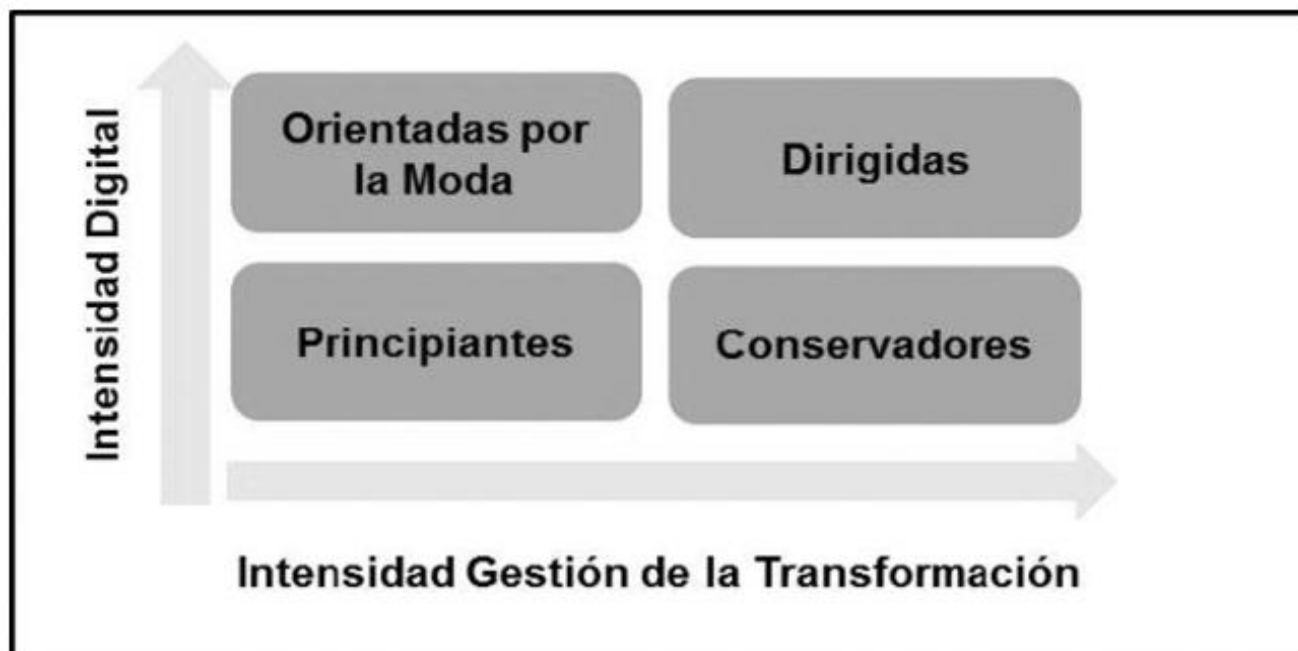 Intensidad Digital
Orientadas por
la Moda
Dirigidas
Principiantes
Conservadores
Intensidad Gestión de la Transformación